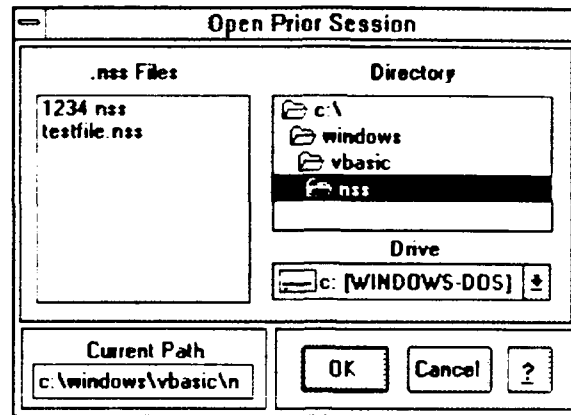 Open Prior Session
.nss Files
Directory
1234 nss
testfile.nss
c:\
windows
vbasic
nss
Drive
c: [WINDOWS-DOS]
Current Path
c:\windows\vbasic\n
OK
Cancel
?